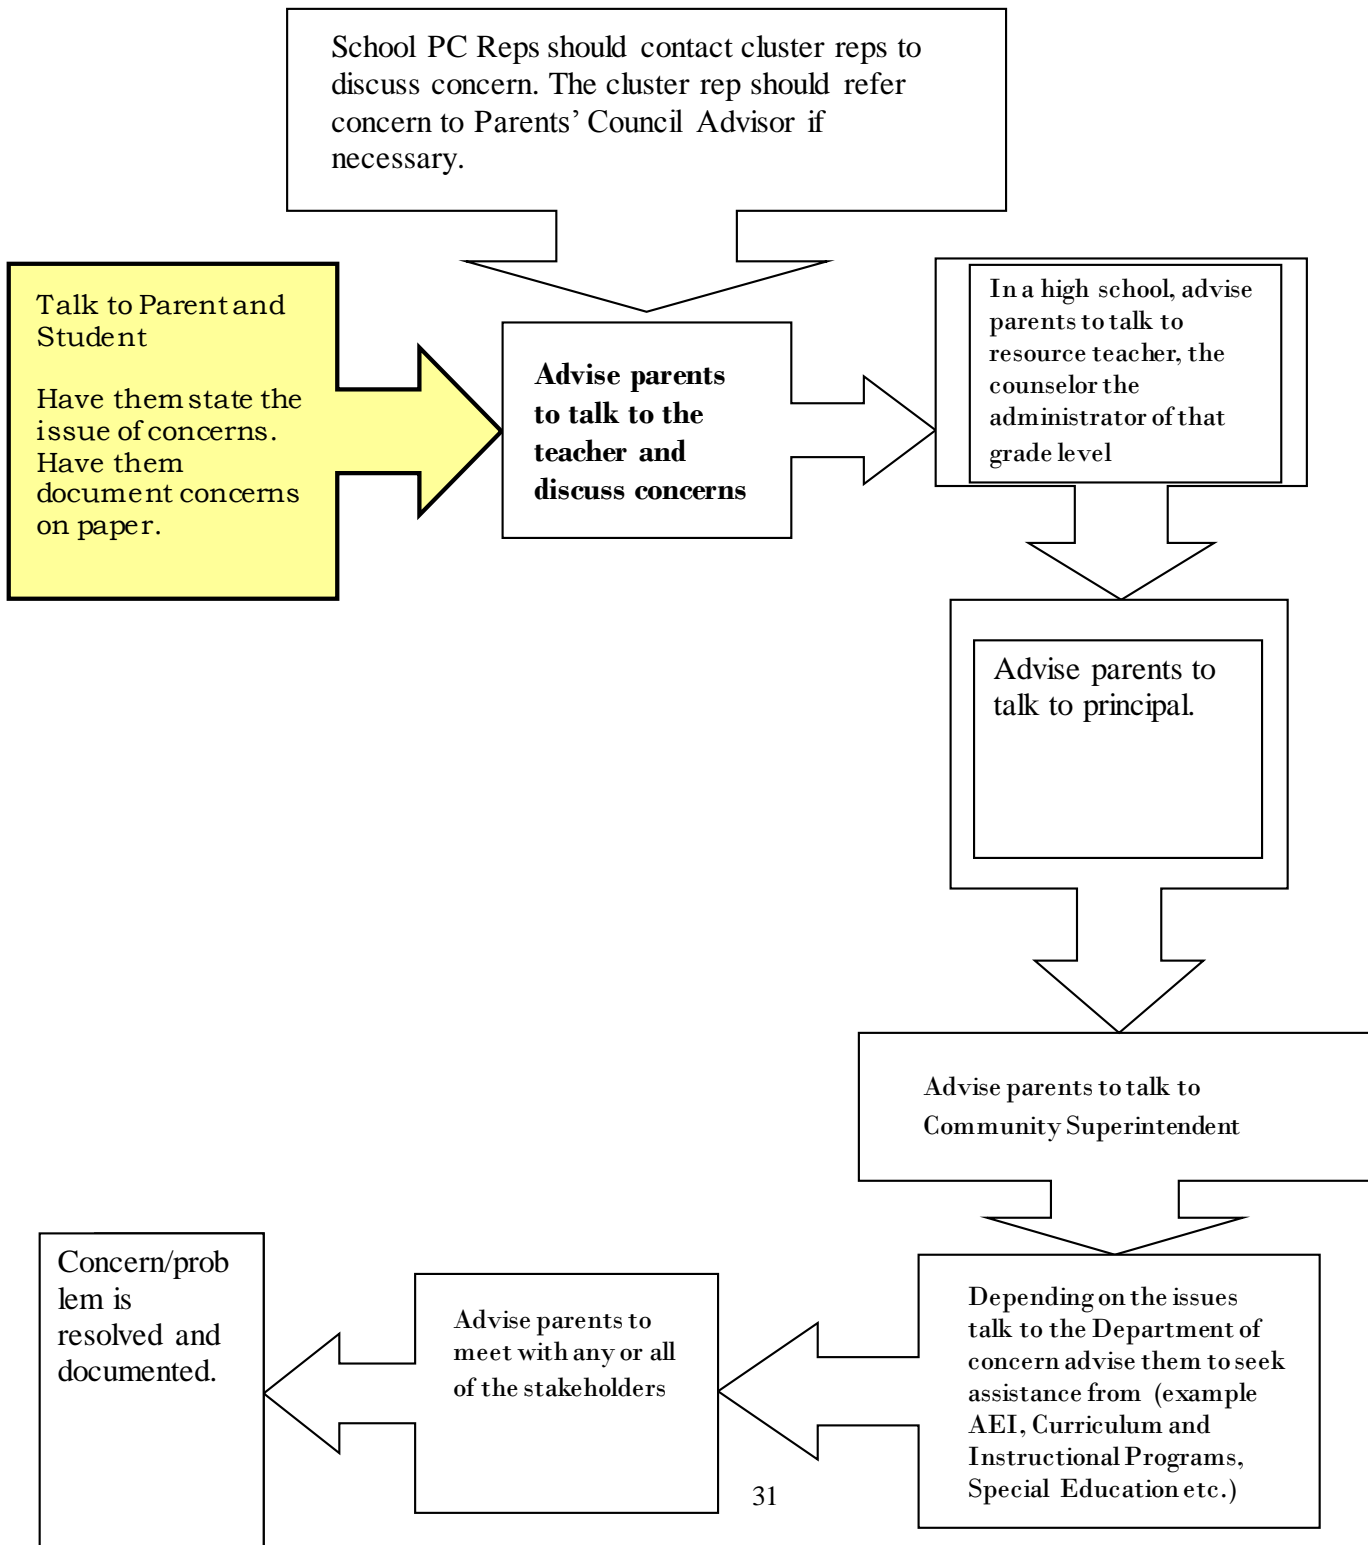 School PC Reps should contact cluster reps to
discuss concern. The cluster rep should refer
concern to Parents’ Council Advisor if
necessary.
Talk to Parent and
Student
Have them state the
issue of concerns.
Have them
document concerns
on paper.
Advise parents
to talk to the
teacher and
discuss concerns
In a high school, advise
parents to talk to
resource teacher, the
counselor the
administrator of that
grade level
Advise parents to
talk to principal.
Advise parents to talk to
Community Superintendent
Depending on the issues
talk to the Department of
concern advise them to seek
assistance from (example
AEI, Curriculum and
Instructional Programs,
Special Education etc.)
Advise parents to
meet with any or all
of the stakeholders
Concern/prob
lem is
resolved and
documented.
31